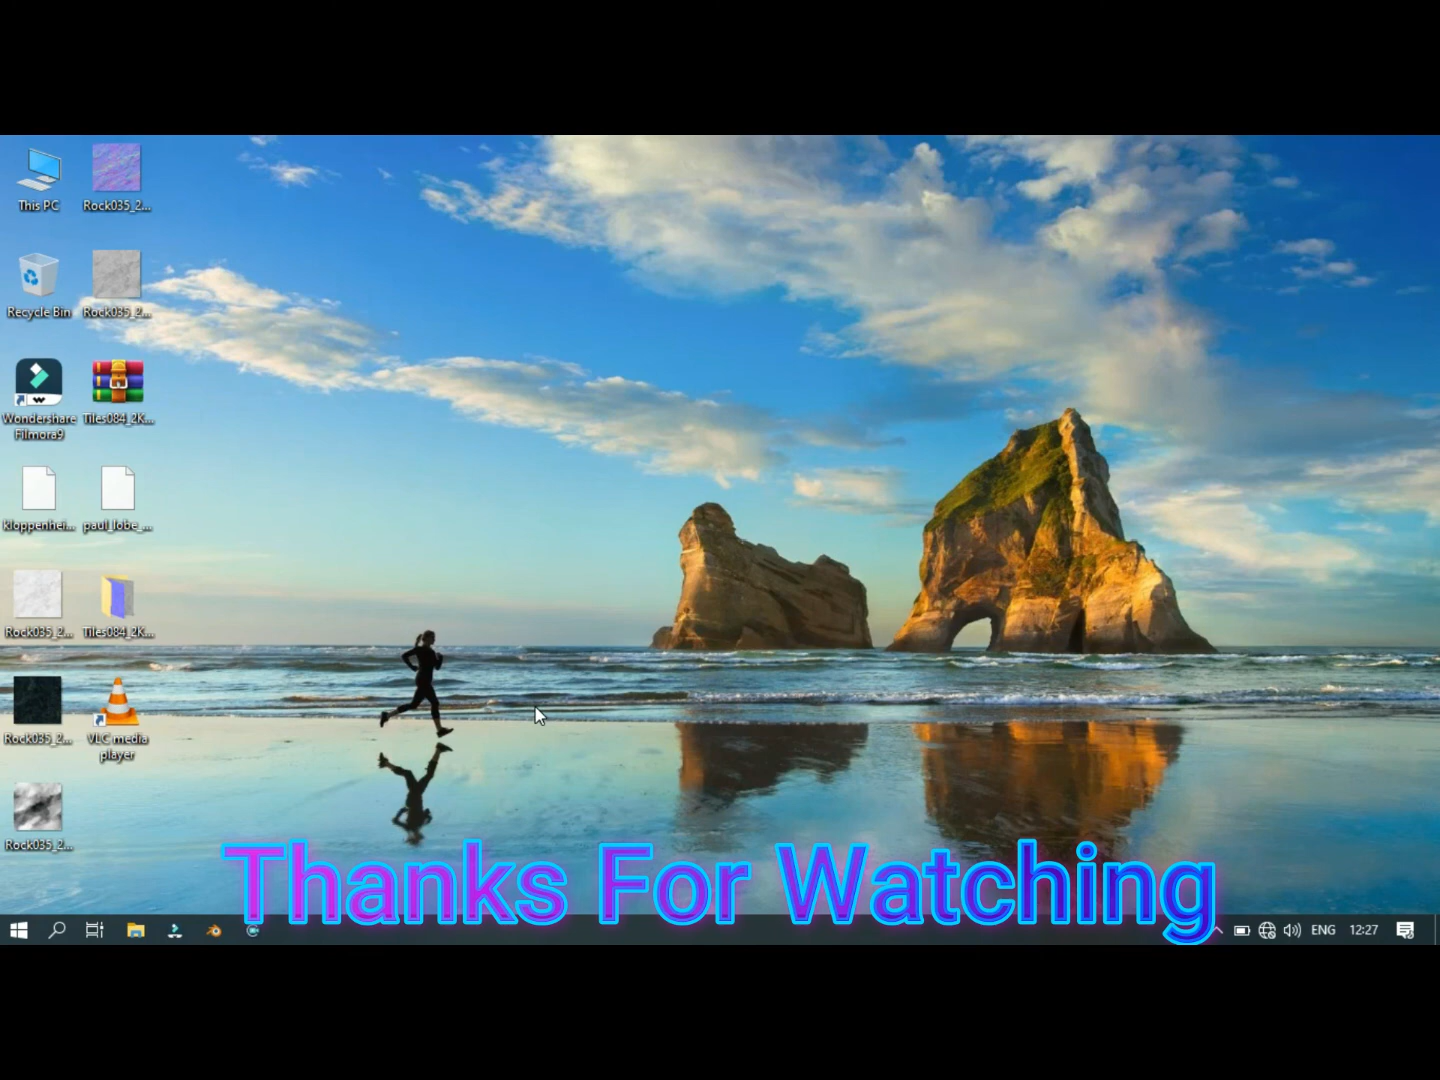 This PC
Rock035_2...
Recycle Bin
Rock035_2...
Wondershare
Filmora9
Tiles084_2K...
kloppenhei...
paul_lobe_...
Rock035_2...
Tiles084_2K...
Rock035_2...
VLC media
player
Rock035_2...
Thanks For Watching
ENG
12:27